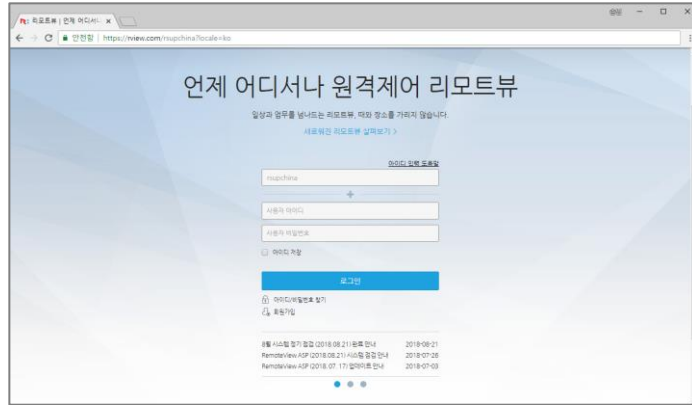 리모트뷰 | 언제 어디서나
안전함 | https://rview.com/rsupchina?locale=ko
언제 어디서나 원격제어 리모트뷰
일상과 업무를 넘나드는 리모트뷰, 때와 장소를 가리지 않습니다.
새로워진 리모트뷰 살펴보기 >
아이디 입력 도움말
rsupchina
사용자 아이디
사용자 비밀번호
아이디 저장
로그인
아이디/비밀번호 찾기
회원가입
8월 시스템 정기 점검 (2018.08.21) 완료 안내 2018-08-21
RemoteView ASP (2018.08.21) 시스템 점검 안내 2018-07-26
RemoteView ASP (2018. 07. 17) 업데이트 안내 2018-07-03